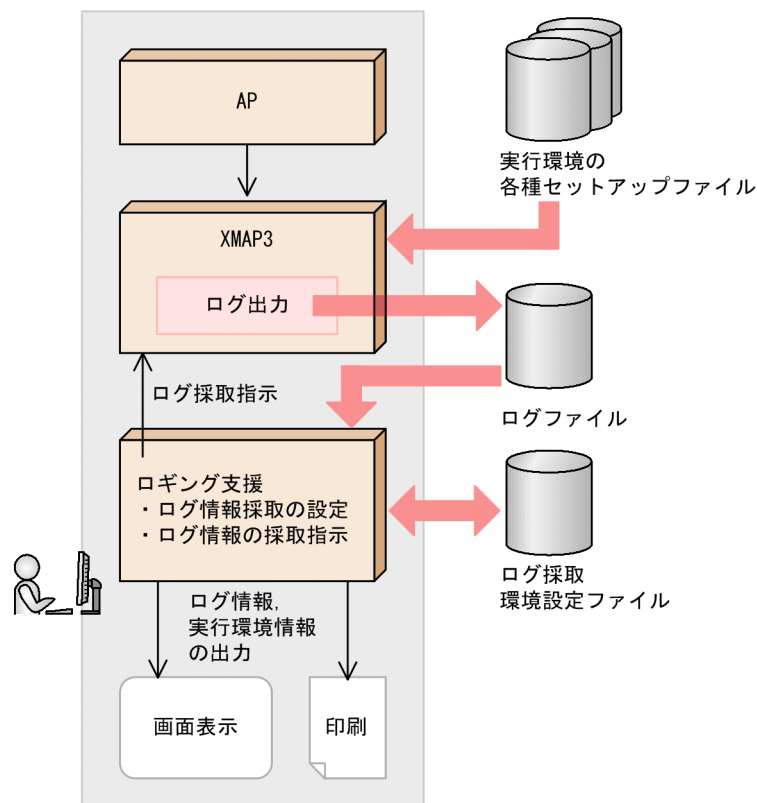 AP
実行環境の
各種セットアップファイル
XMAP3
ログ出力
ログ採取指示
ログファイル
ロギング支援
・ログ情報採取の設定
・ログ情報の採取指示
ログ採取
環境設定ファイル
ログ情報,
実行環境情報
の出力
画面表示
印刷